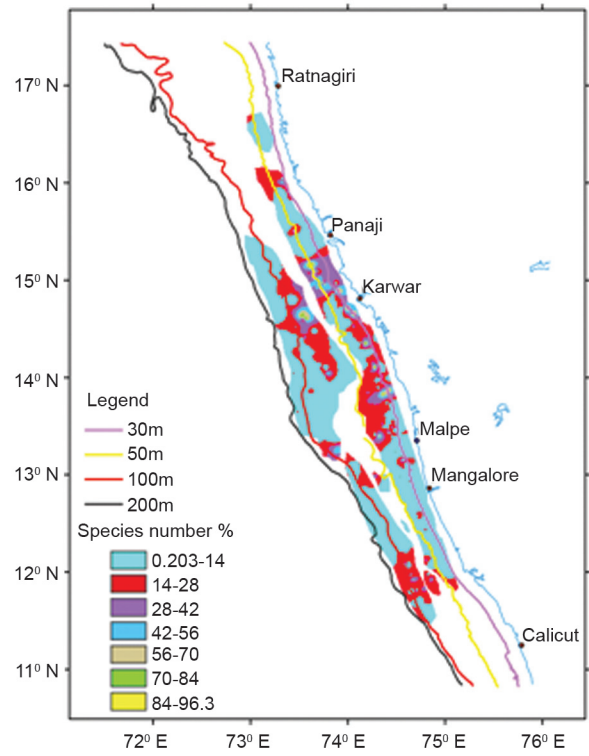 17⁰ N
Ratnagiri
16⁰ N
Panaji
15⁰ N
Karwar
14⁰ N
Legend
30m
50m
100m
200m
Malpe
13⁰ N
Mangalore
Species number %
0.203-14
14-28
28-42
42-56
56-70
70-84
84-96.3
12⁰ N
Calicut
11⁰ N
72⁰ E 73⁰ E 74⁰ E 75⁰ E 76⁰ E